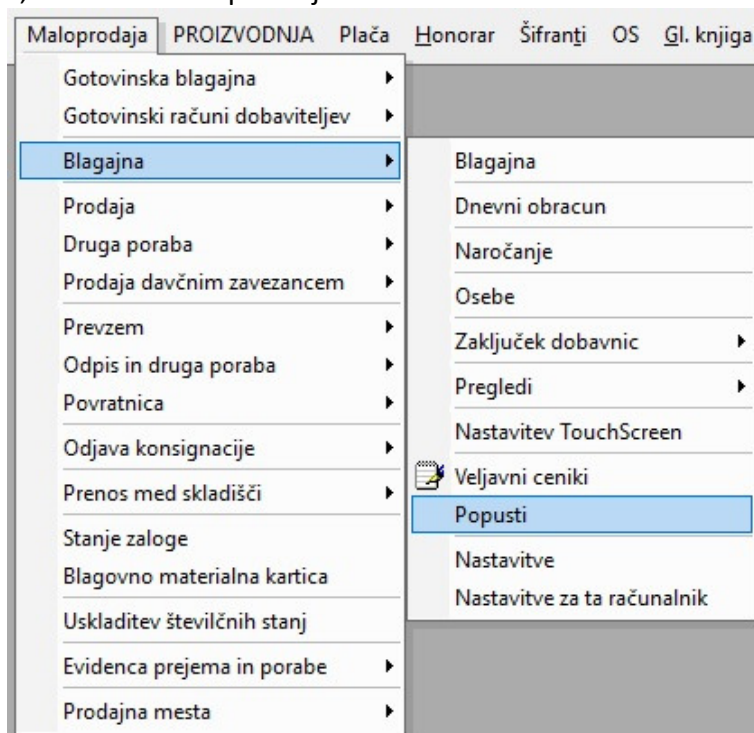 Maloprodaja PROIZVODNJA Plača Honorar Šifranti OS Gl. knjiga
Gotovinska blagajna
Gotovinski računi dobaviteljev
Blagajna
Prodaja
Druga poraba
Prodaja davčnim zavezancem
Prevzem
Odpis in druga poraba
Povratnica
Odjava konsignacije
Prenos med skladišči
Stanje zaloge
Blagovno materialna kartica
Uskladitev številčnih stanj
Evidenca prejema in porabe
Prodajna mesta
Blagajna
Dnevni obracun
Naročanje
Osebe
Zaključek dobavnic
Pregledi
Nastavitev TouchScreen
Veljavni ceniki
Popusti
Nastavitve
Nastavitve za ta računalnik